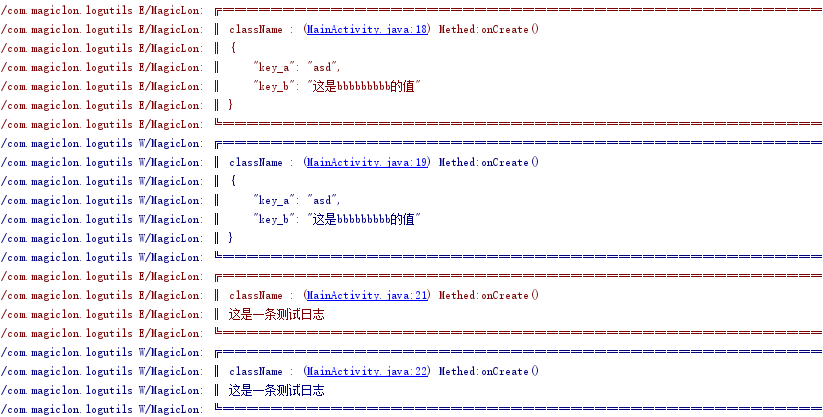 /com.magiclon.logutils E/MagicLon: ╔══════════════════════════════════════════════════
/com.magiclon.logutils E/MagicLon: ║ className : (MainActivity.java:18) Methed:onCreate()
/com.magiclon.logutils E/MagicLon: ║ {
/com.magiclon.logutils E/MagicLon: ║     "key_a": "asd",
/com.magiclon.logutils E/MagicLon: ║     "key_b": "这是bbbbbbbbb的值"
/com.magiclon.logutils E/MagicLon: ║ }
/com.magiclon.logutils E/MagicLon: ╚══════════════════════════════════════════════════
/com.magiclon.logutils W/MagicLon: ╔══════════════════════════════════════════════════
/com.magiclon.logutils W/MagicLon: ║ className : (MainActivity.java:19) Methed:onCreate()
/com.magiclon.logutils W/MagicLon: ║ {
/com.magiclon.logutils W/MagicLon: ║     "key_a": "asd",
/com.magiclon.logutils W/MagicLon: ║     "key_b": "这是bbbbbbbbb的值"
/com.magiclon.logutils W/MagicLon: ║ }
/com.magiclon.logutils W/MagicLon: ╚══════════════════════════════════════════════════
/com.magiclon.logutils E/MagicLon: ╔══════════════════════════════════════════════════
/com.magiclon.logutils E/MagicLon: ║ className : (MainActivity.java:21) Methed:onCreate()
/com.magiclon.logutils E/MagicLon: ║ 这是一条测试日志
/com.magiclon.logutils E/MagicLon: ╚══════════════════════════════════════════════════
/com.magiclon.logutils W/MagicLon: ╔══════════════════════════════════════════════════
/com.magiclon.logutils W/MagicLon: ║ className : (MainActivity.java:22) Methed:onCreate()
/com.magiclon.logutils W/MagicLon: ║ 这是一条测试日志
/com.magiclon.logutils W/MagicLon: ╚══════════════════════════════════════════════════